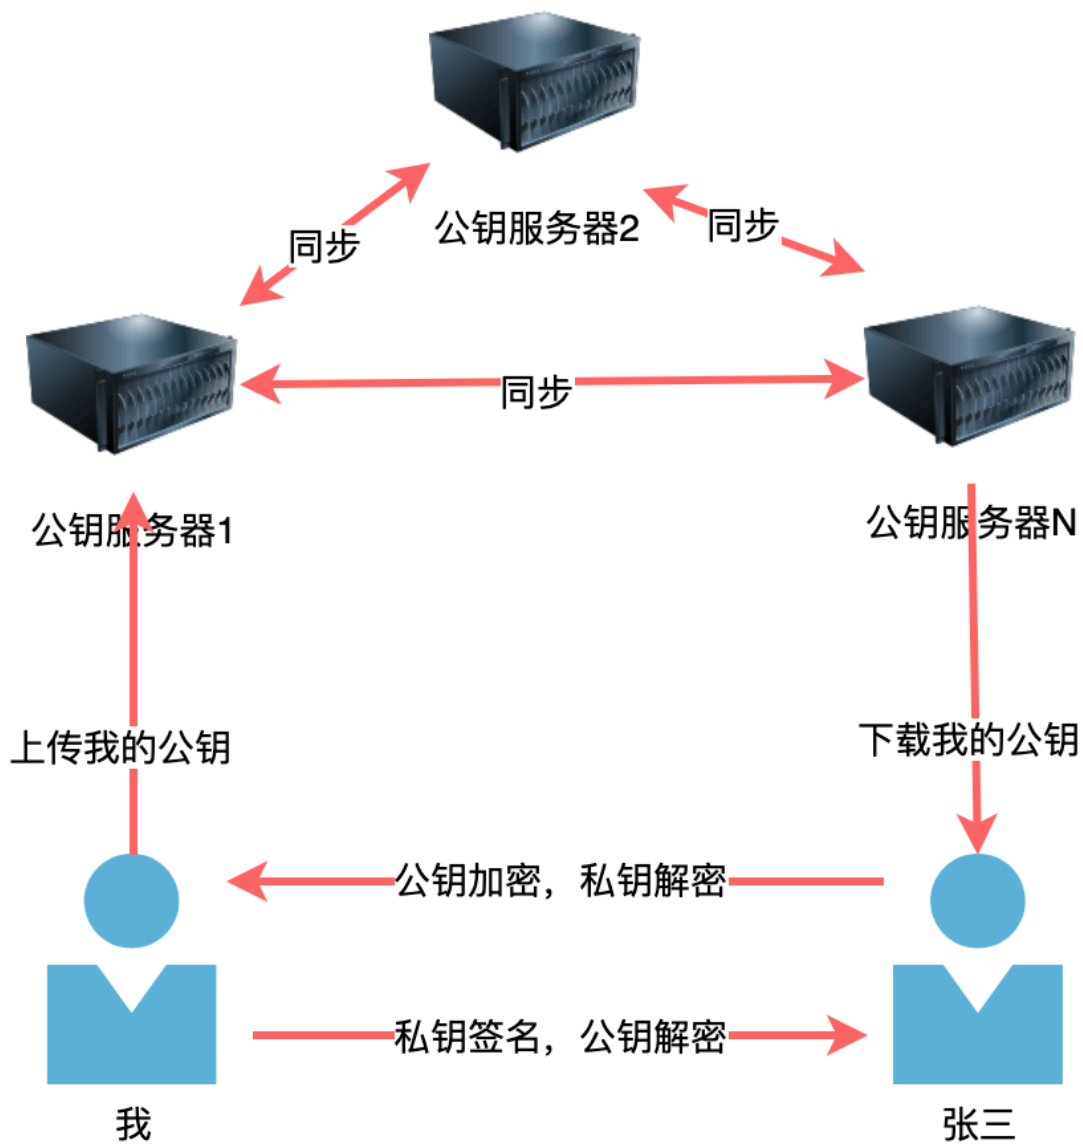 公钥服务器2
同步
同步
同步
公钥服务器1
公钥服务器N
上传我的公钥
下载我的公钥
公钥加密，私钥解密
私钥签名，公钥解密
我
张三